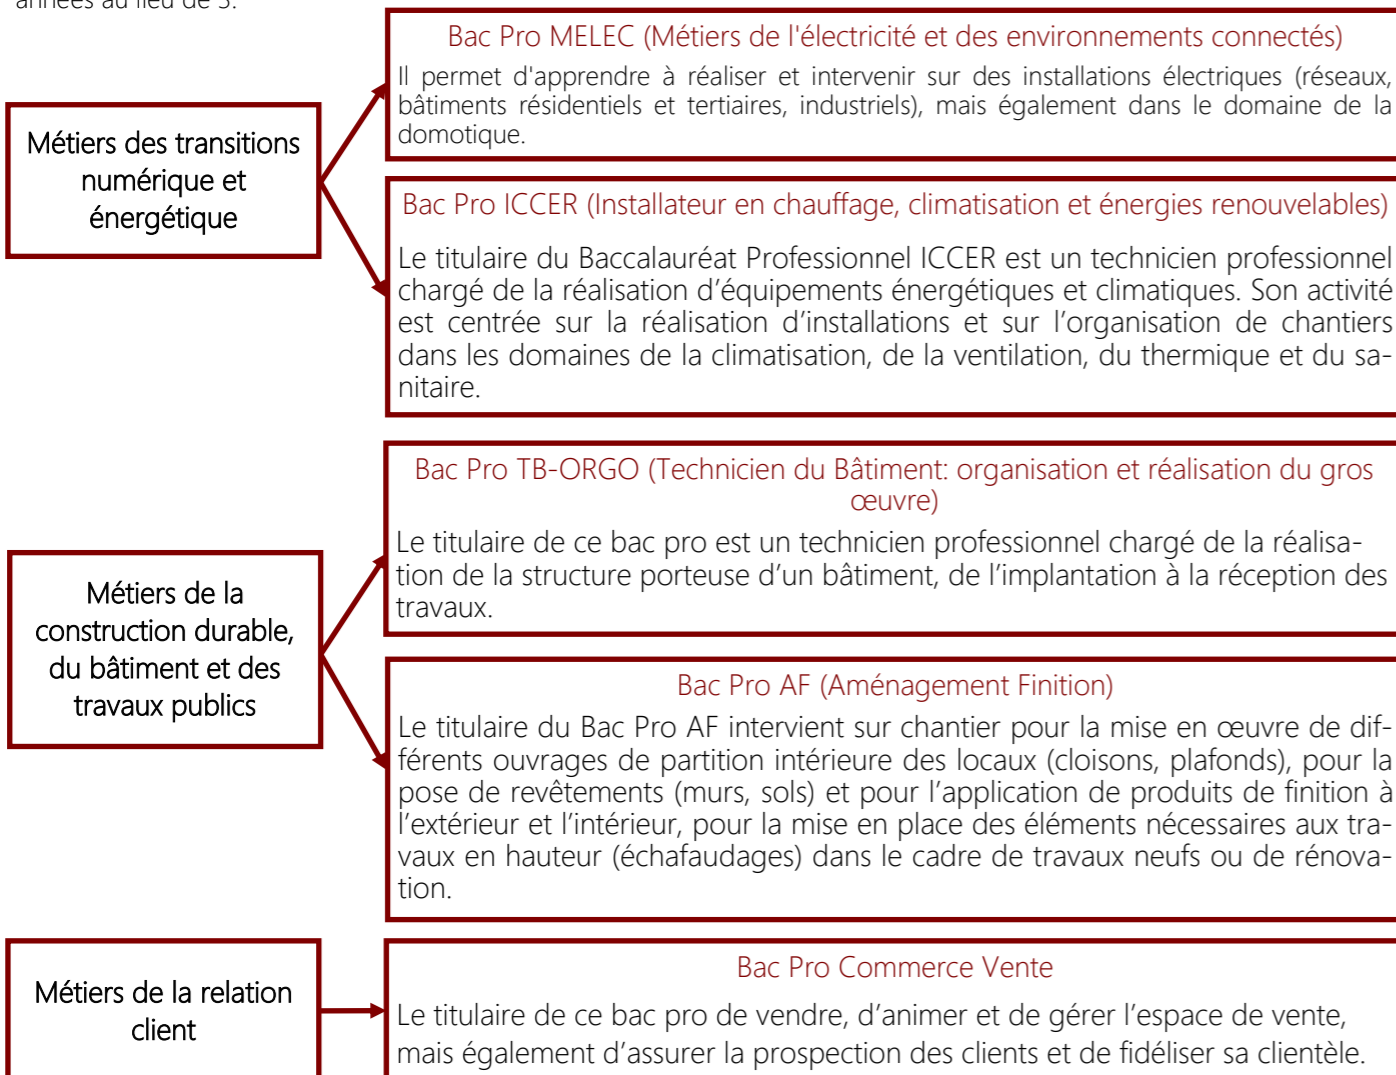 années au lieu de 3.
Bac Pro MELEC (Métiers de l'électricité et des environnements connectés)
Il permet d'apprendre à réaliser et intervenir sur des installations électriques (réseaux,
bâtiments résidentiels et tertiaires, industriels), mais également dans le domaine de la
domotique.
Métiers des transitions
numérique et
énergétique
Bac Pro ICCER (Installateur en chauffage, climatisation et énergies renouvelables)
Le titulaire du Baccalauréat Professionnel ICCER est un technicien professionnel
chargé de la réalisation d’équipements énergétiques et climatiques. Son activité
est centrée sur la réalisation d’installations et sur l’organisation de chantiers
dans les domaines de la climatisation, de la ventilation, du thermique et du sa-
nitaire.
Bac Pro TB-ORGO (Technicien du Bâtiment: organisation et réalisation du gros
œuvre)
Le titulaire de ce bac pro est un technicien professionnel chargé de la réalisa-
tion de la structure porteuse d’un bâtiment, de l’implantation à la réception des
travaux.
Métiers de la
construction durable,
du bâtiment et des
travaux publics
Bac Pro AF (Aménagement Finition)
Le titulaire du Bac Pro AF intervient sur chantier pour la mise en œuvre de dif-
férents ouvrages de partition intérieure des locaux (cloisons, plafonds), pour la
pose de revêtements (murs, sols) et pour l’application de produits de finition à
l’extérieur et l’intérieur, pour la mise en place des éléments nécessaires aux tra-
vaux en hauteur (échafaudages) dans le cadre de travaux neufs ou de rénova-
tion.
Métiers de la relation
client
Bac Pro Commerce Vente
Le titulaire de ce bac pro de vendre, d’animer et de gérer l’espace de vente,
mais également d’assurer la prospection des clients et de fidéliser sa clientèle.